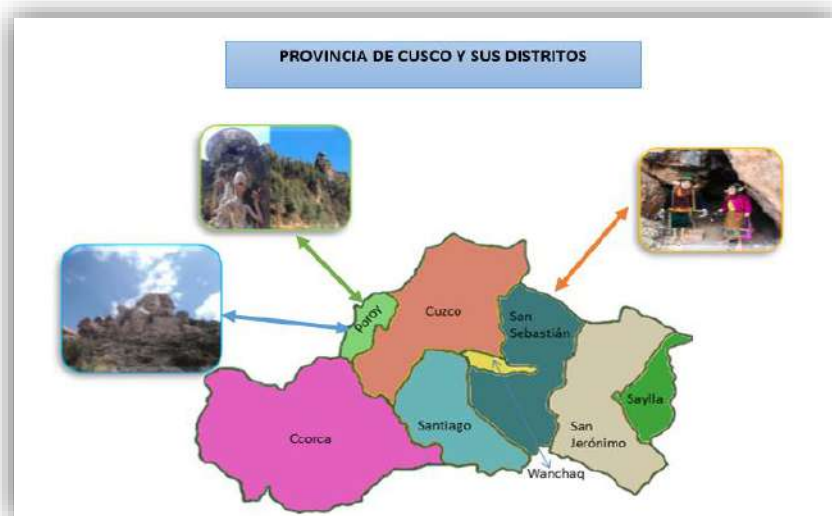 PROVINCIA DE CUSCO Y SUS DISTRITOS
Poroy
Cuzco
San
Sebastián
Ccorca
Santiago
San
Jerónimo
Saylla
Wanchaq